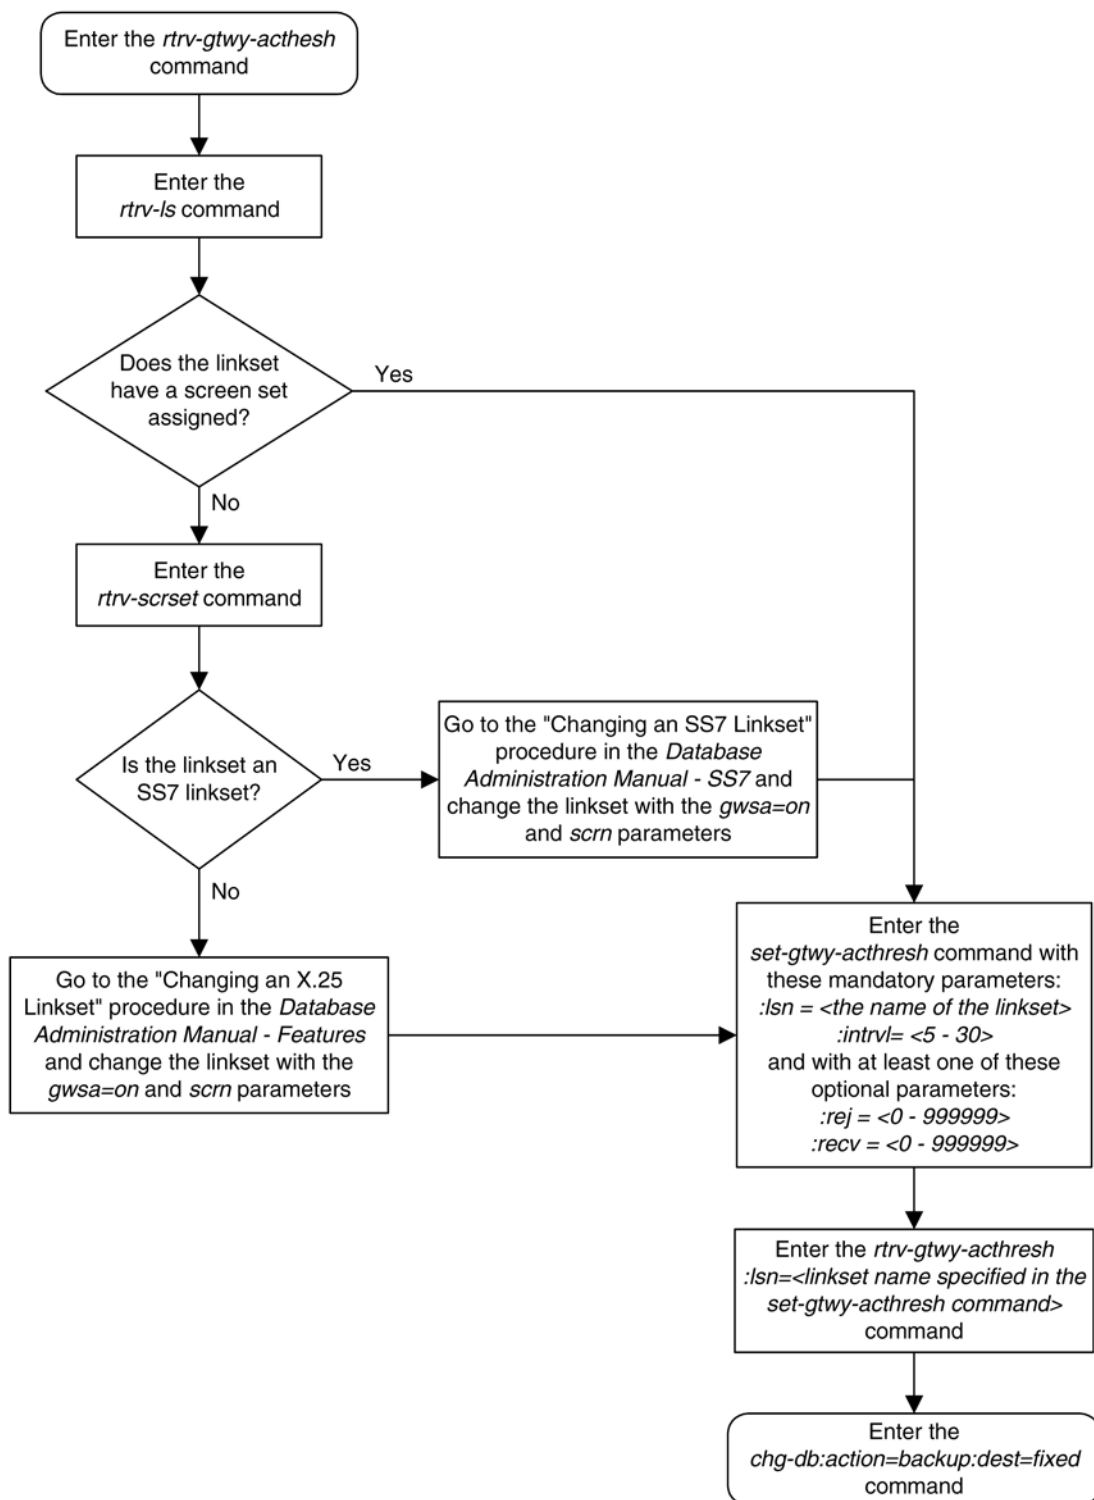 Enter the rtrv-gtwy-acthesh
command
Enter the
rtrv-ls command
Does the linkset
have a screen set
assigned?
Yes
No
Enter the
rtrv-scrset command
Is the linkset an
SS7 linkset?
Yes
Go to the "Changing an SS7 Linkset"
procedure in the Database
Administration Manual - SS7 and
change the linkset with the gwsa=on
and scrn parameters
No
Go to the "Changing an X.25
Linkset" procedure in the Database
Administration Manual - Features
and change the linkset with the
gwsa=on and scrn parameters
Enter the
set-gtwy-acthresh command with
these mandatory parameters:
:lsn = <the name of the linkset>
:intrvl= <5 - 30>
and with at least one of these
optional parameters:
:rej = <0 - 999999>
:recv = <0 - 999999>
Enter the rtrv-gtwy-acthresh
:lsn=<linkset name specified in the
set-gtwy-acthresh command>
command
Enter the
chg-db:action=backup:dest=fixed
command